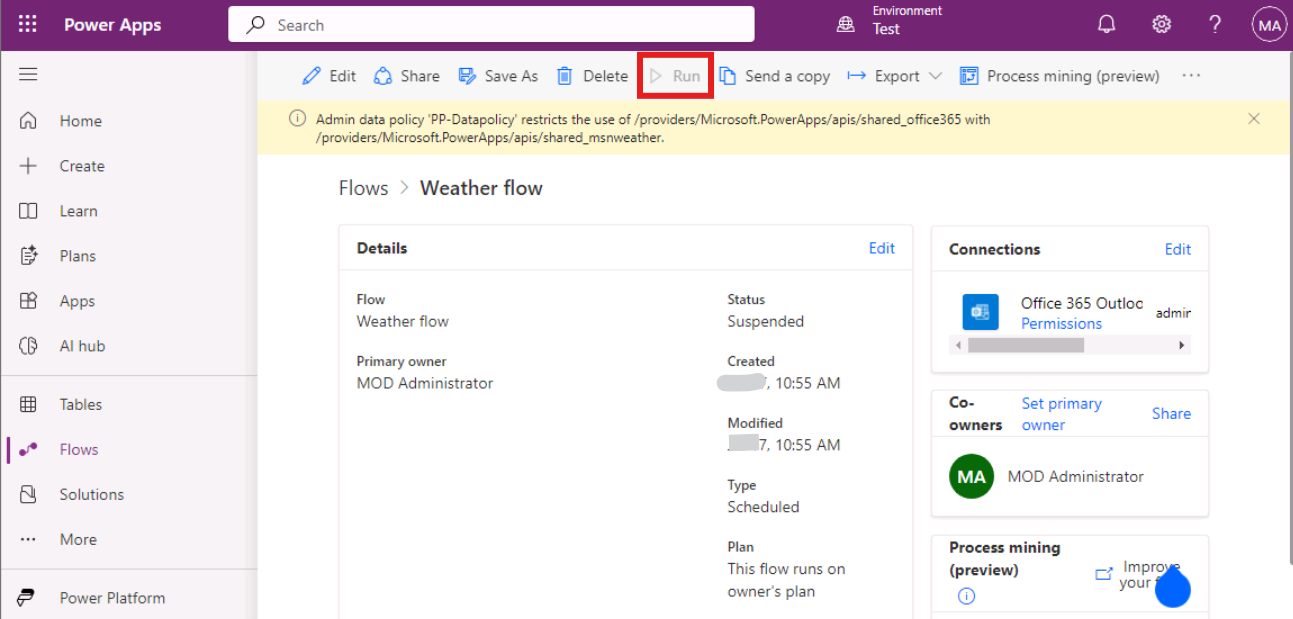 Power Apps
Search
Environment
Test
MA
Edit
Share
Save As
Delete
Run
Send a copy
Export
Process mining (preview)
Admin data policy 'PP-Datapolicy' restricts the use of /providers/Microsoft.PowerApps/apis/shared_office365 with
/providers/Microsoft.PowerApps/apis/shared_msnweather.
Home
Create
Learn
Plans
Apps
AI hub
Tables
Flows
Solutions
More
Power Platform
Flows > Weather flow
Details
Edit
Flow
Weather flow
Primary owner
MOD Administrator
Status
Suspended
Created
, 10:55 AM
Modified
7, 10:55 AM
Type
Scheduled
Plan
This flow runs on
owner's plan
Connections
Edit
Office 365 Outloo
Permissions
admin
Co-
owners
Set primary
owner
Share
MA
MOD Administrator
Process mining
(preview)
Improve
your